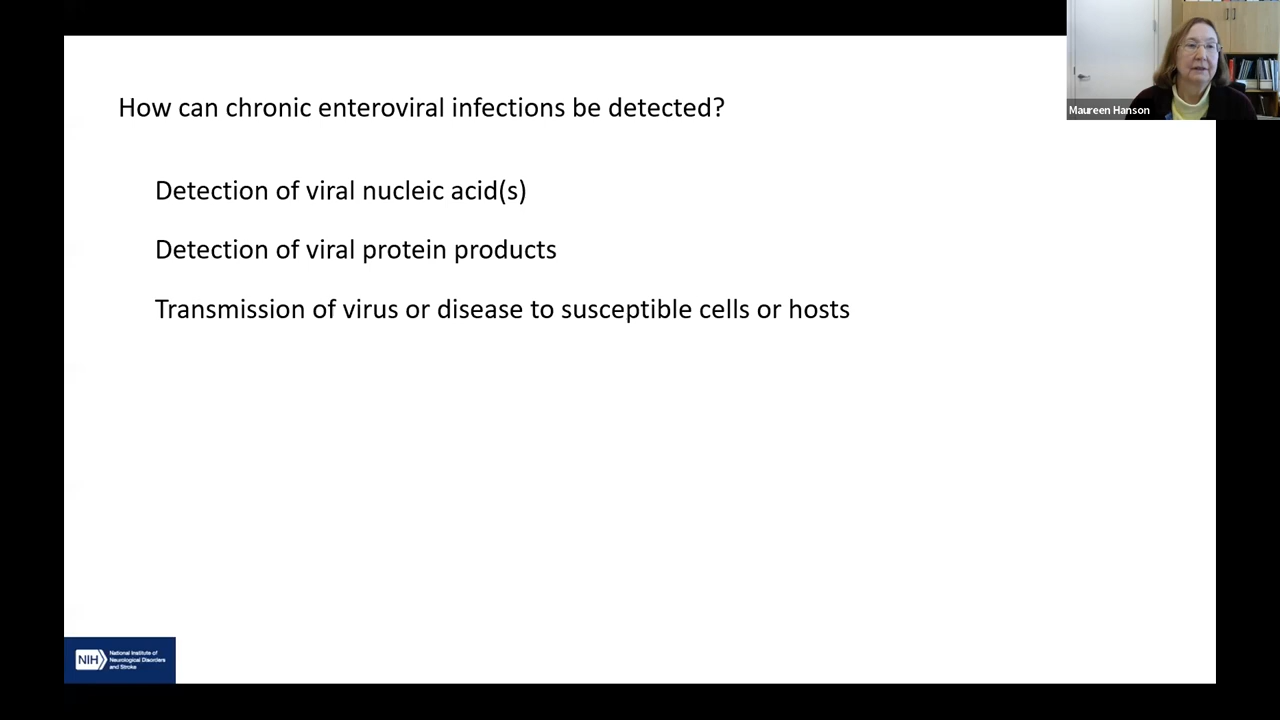 How can chronic enteroviral infections be detected?
Maureen Hanson
Detection of viral nucleic acid(s)
Detection of viral protein products
Transmission of virus or disease to susceptible cells or hosts
NIH
National Institute of
Neurological Disorders
and Stroke